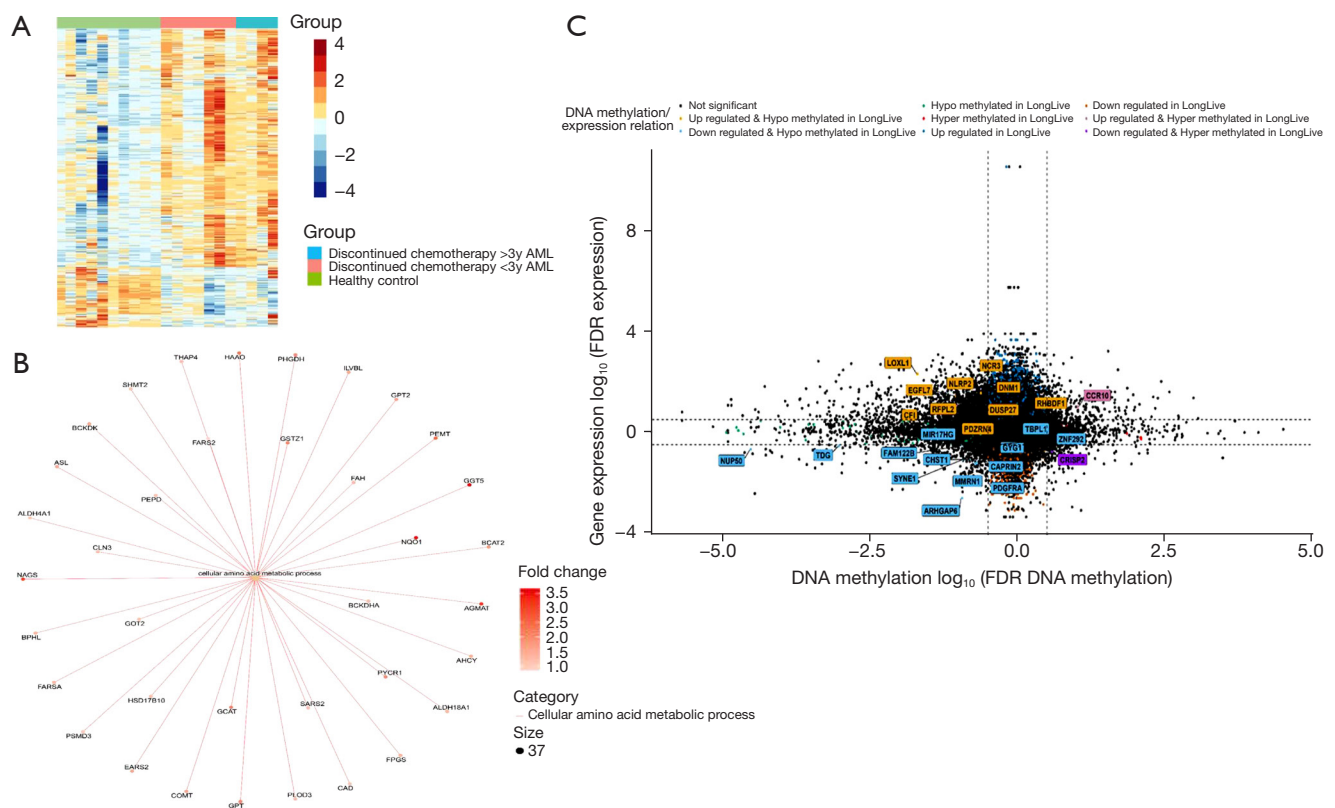 A
Group
4
2
0
−2
−4
Group
Discontinued chemotherapy >3y AML
Discontinued chemotherapy <3y AML
Healthy control
B
THAP4
HAAO
PHGDH
ILVBL
SHMT2
GPT2
BCKDK
FARS2
GSTZ1
PEMT
ASL
FAH
GGT5
PEPD
ALDH4A1
NQO1
BCAT2
CLN3
cellular amino acid metabolic process
NAGS
BCKDHA
AGMAT
GOT2
BPHL
AHCY
PYCR1
FARSA
HSD17B10
SARS2
ALDH18A1
GCAT
PSMD3
FPGS
EARS2
CAD
COMT
GPT
PLOD3
Fold change
3.5
3.0
2.5
2.0
1.5
1.0
Category
Cellular amino acid metabolic process
Size
37
C
DNA methylation/
expression relation
Not significant
Up regulated & Hypo methylated in LongLive
Down regulated & Hypo methylated in LongLive
Hypo methylated in LongLive
Hyper methylated in LongLive
Up regulated in LongLive
Down regulated in LongLive
Up regulated & Hyper methylated in LongLive
Down regulated & Hyper methylated in LongLive
Gene expression log₁₀ (FDR expression)
8
4
0
−4
LOXL1
NCR3
EGFL7
NLRP2
DNM1
CCR10
RHBDF1
CFI
RFPL2
DUSP27
PDZRN4
TBPL1
MIR17HG
ZNF292
CYG1
NUP50
TDG
FAM122B
CHST1
CRISP2
CAPRIN2
SYNE1
MMRN1
PDGFRA
ARHGAP6
−5.0
−2.5
0.0
2.5
5.0
DNA methylation log₁₀ (FDR DNA methylation)